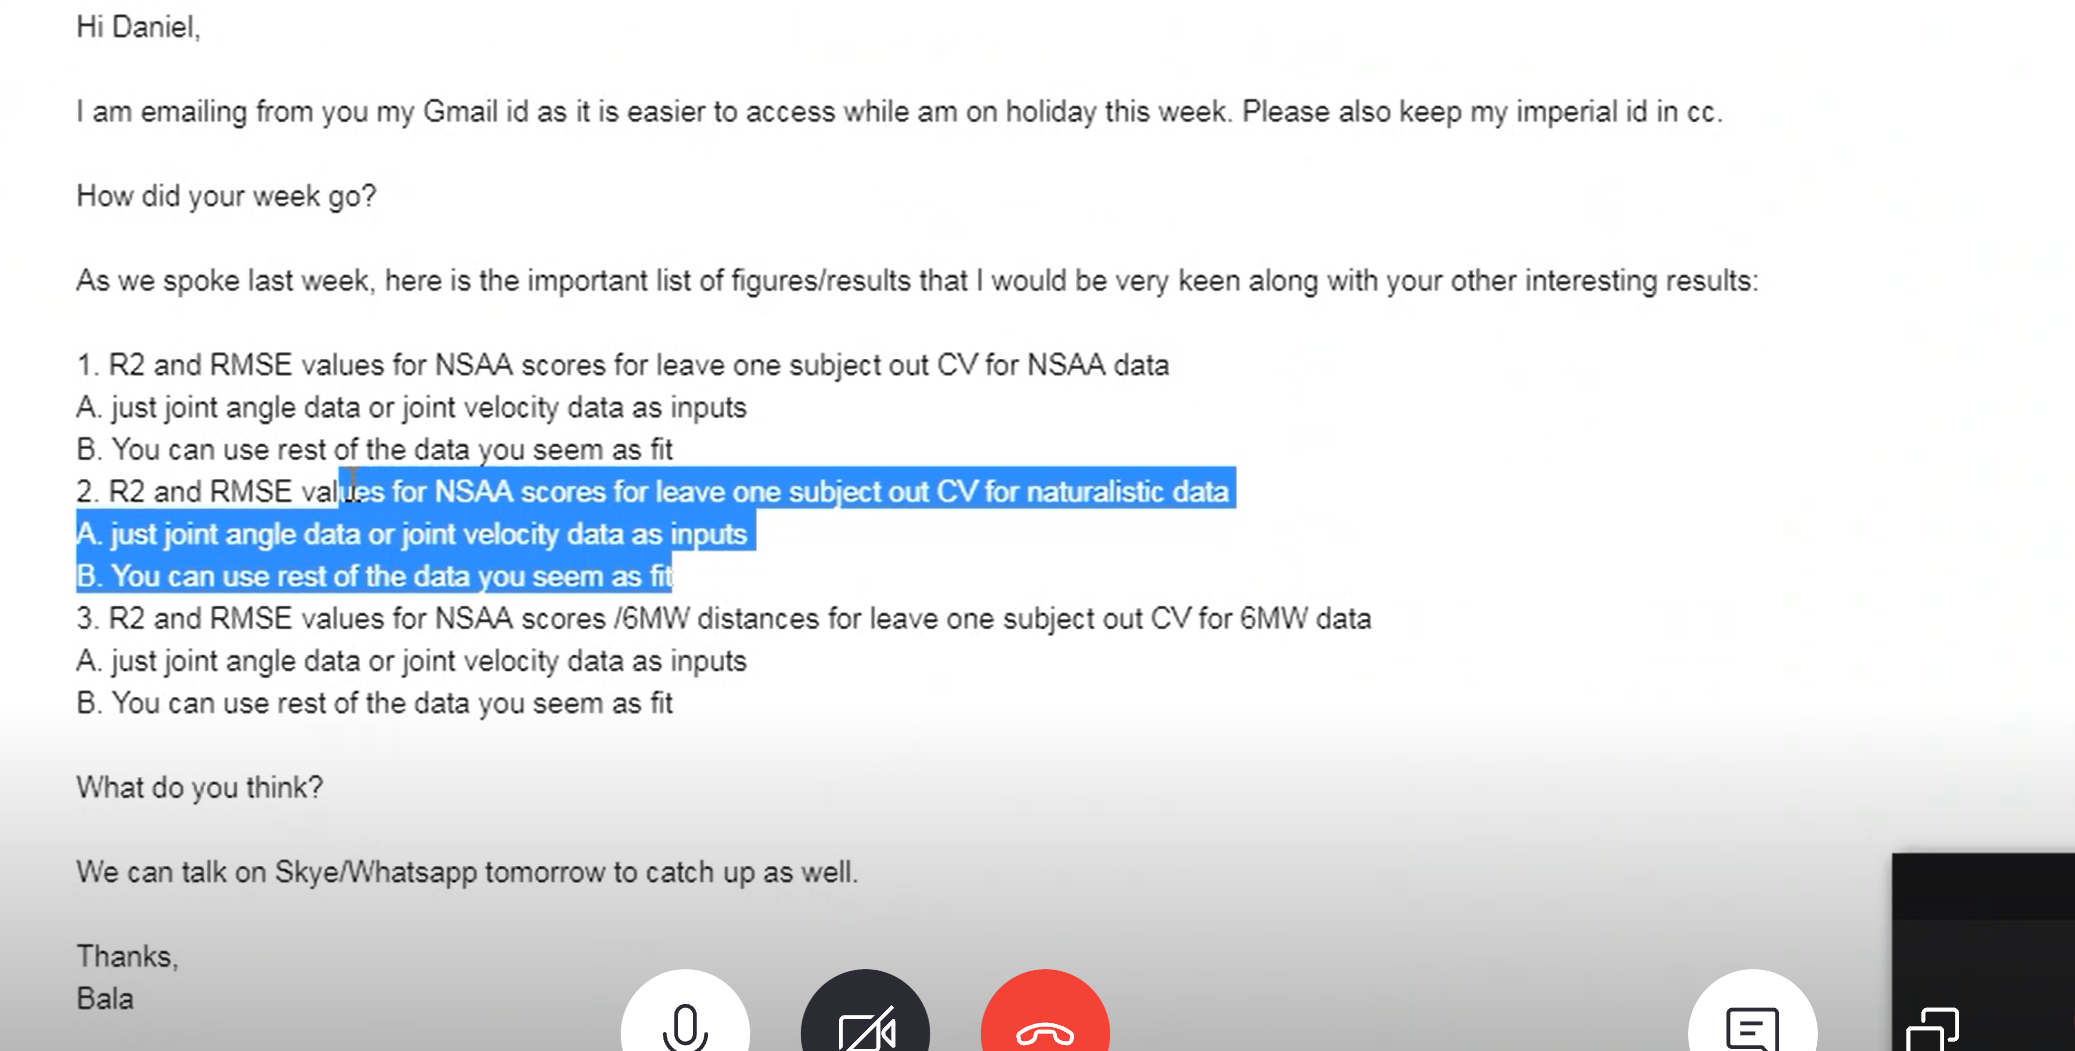 Hi Daniel,
I am emailing from you my Gmail id as it is easier to access while am on holiday this week. Please also keep my imperial id in cc.
How did your week go?
As we spoke last week, here is the important list of figures/results that I would be very keen along with your other interesting results:
1. R2 and RMSE values for NSAA scores for leave one subject out CV for NSAA data
A. just joint angle data or joint velocity data as inputs
B. You can use rest of the data you seem as fit
2. R2 and RMSE values for NSAA scores for leave one subject out CV for naturalistic data
A. just joint angle data or joint velocity data as inputs
B. You can use rest of the data you seem as fit
3. R2 and RMSE values for NSAA scores /6MW distances for leave one subject out CV for 6MW data
A. just joint angle data or joint velocity data as inputs
B. You can use rest of the data you seem as fit
What do you think?
We can talk on Skye/Whatsapp tomorrow to catch up as well.
Thanks,
Bala